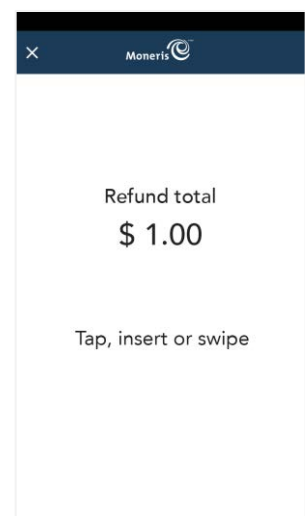 Moneris
Refund total
$ 1.00
Tap, insert or swipe